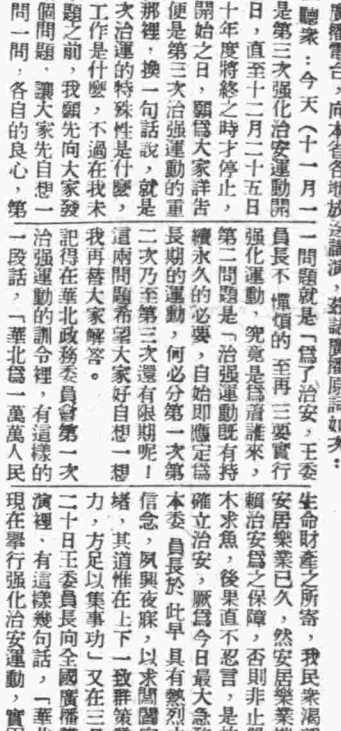 廣播電台,向本省各地放送講演,茲誌廣播原詞如次:
聽衆:今天(十一月一
是第三次强化治安運動開
日,直至十二月二十五日
十年度將終之時才停止,
開始之日,願爲大家詳告
便是第三次治强運動的重
那裡,換一句話說,就是
次治運的特殊性是什麽,
工作是什麽,不過在我未
題之前,我願先向大家發
個問題,讓大家先自想一
問一問,各自的良心,第
一問題就是「爲了治安,王委
員長不憚煩的至再至三要實行
强化運動,究竟是爲着誰來,
第二問題是「治强運動既有持
續永久的必要,自始即應定爲
長期的運動,何必分第一次第
二次乃至第三次還有限期呢!
這兩問題希望大家好自想一想
我再替大家解答。
記得在華北政務委員會第一次
治强運動的訓令裡,有這樣的
一段話,「華北爲一萬萬人民
生命財產之所寄,我民衆渴
安居樂業已久,然安居樂業
賴治安爲之保障,否則非止
木求魚,後果直不忍言,是
確立治安,厥爲今日最大急
本委員長於此早具有熱烈
信念,夙興夜寐,以求闢
緒,其道惟在上下一致群策
力,方足以集事功」又在三
二十日王委員長向全國廣播
演裡,有這樣幾句話,「華
現在舉行强化治安運動,實